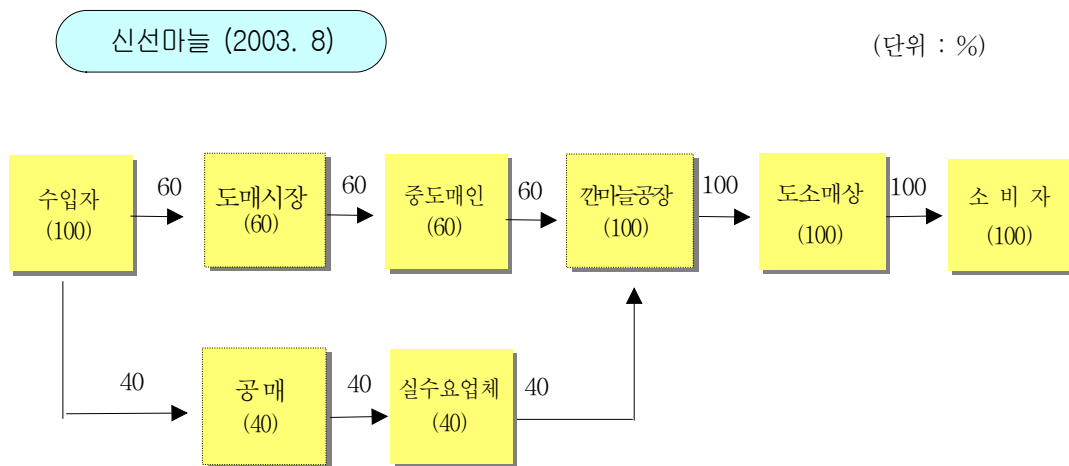 신선마늘 (2003. 8)
(단위 : %)
수입자
(100)
60
도매시장
(60)
60
중도매인
(60)
60
깐마늘공장
(100)
100
도소매상
(100)
100
소 비 자
(100)
40
공매
(40)
40
실수요업체
(40)
40